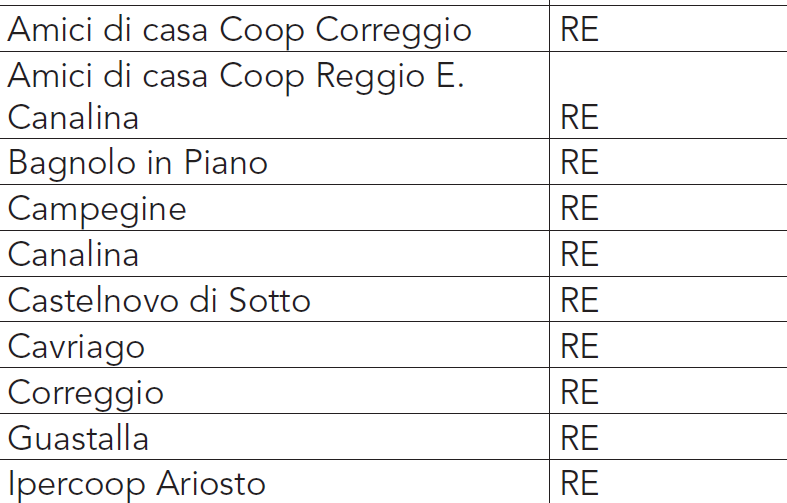 Amici di casa Coop Correggio RE
Amici di casa Coop Reggio E.
Canalina RE
Bagnolo in Piano RE
Campegine RE
Canalina RE
Castelnovo di Sotto RE
Cavriago RE
Correggio RE
Guastalla RE
Ipercoop Ariosto RE